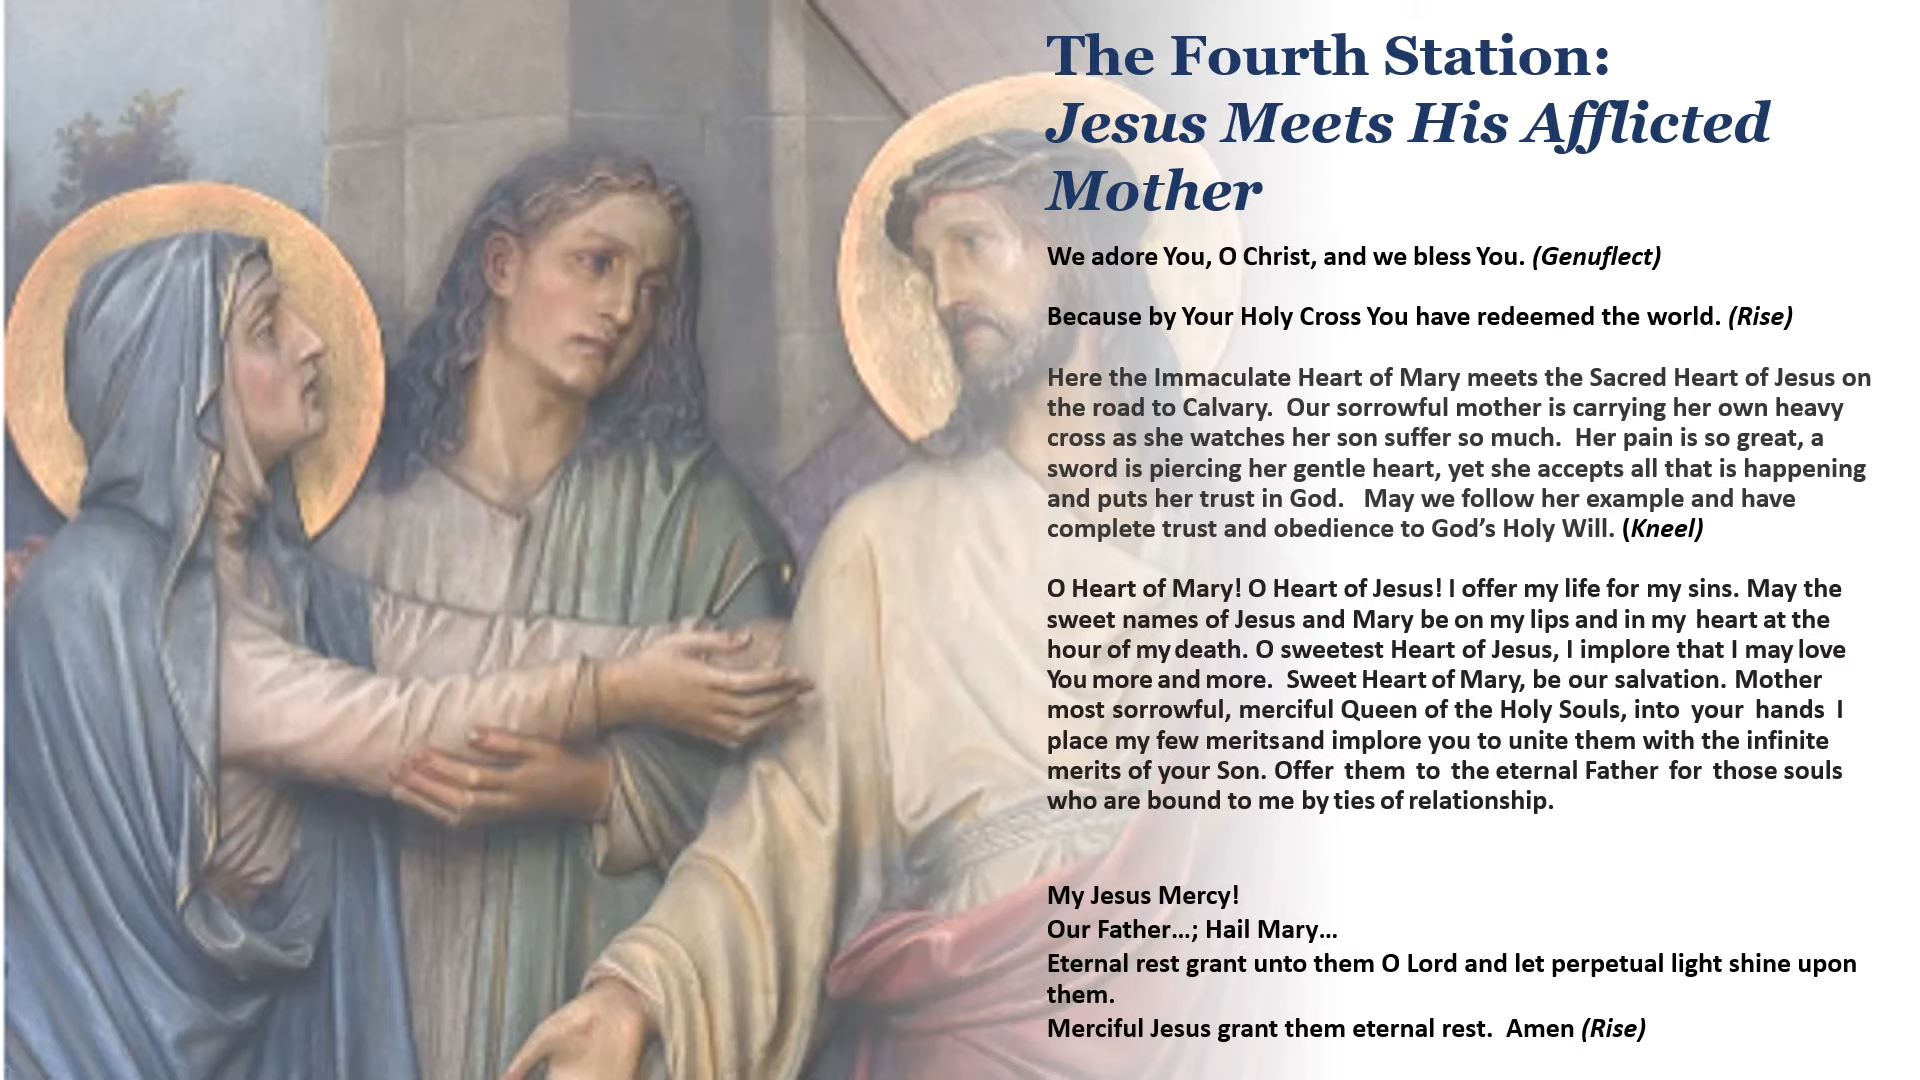 The Fourth Station:
Jesus Meets His Afflicted
Mother
We adore You, O Christ, and we bless You. (Genuflect)
Because by Your Holy Cross You have redeemed the world. (Rise)
Here the Immaculate Heart of Mary meets the Sacred Heart of Jesus on
the road to Calvary.  Our sorrowful mother is carrying her own heavy
cross as she watches her son suffer so much.  Her pain is so great, a
sword is piercing her gentle heart, yet she accepts all that is happening
and puts her trust in God.   May we follow her example and have
complete trust and obedience to God’s Holy Will. (Kneel)
O Heart of Mary! O Heart of Jesus! I offer my life for my sins. May the
sweet names of Jesus and Mary be on my lips and in my heart at the
hour of my death. O sweetest Heart of Jesus, I implore that I may love
You more and more.  Sweet Heart of Mary, be our salvation. Mother
most sorrowful, merciful Queen of the Holy Souls, into your hands I
place my few merits and implore you to unite them with the infinite
merits of your Son. Offer them to the eternal Father for those souls
who are bound to me by ties of relationship.
My Jesus Mercy!
Our Father…; Hail Mary…
Eternal rest grant unto them O Lord and let perpetual light shine upon
them.
Merciful Jesus grant them eternal rest.  Amen (Rise)